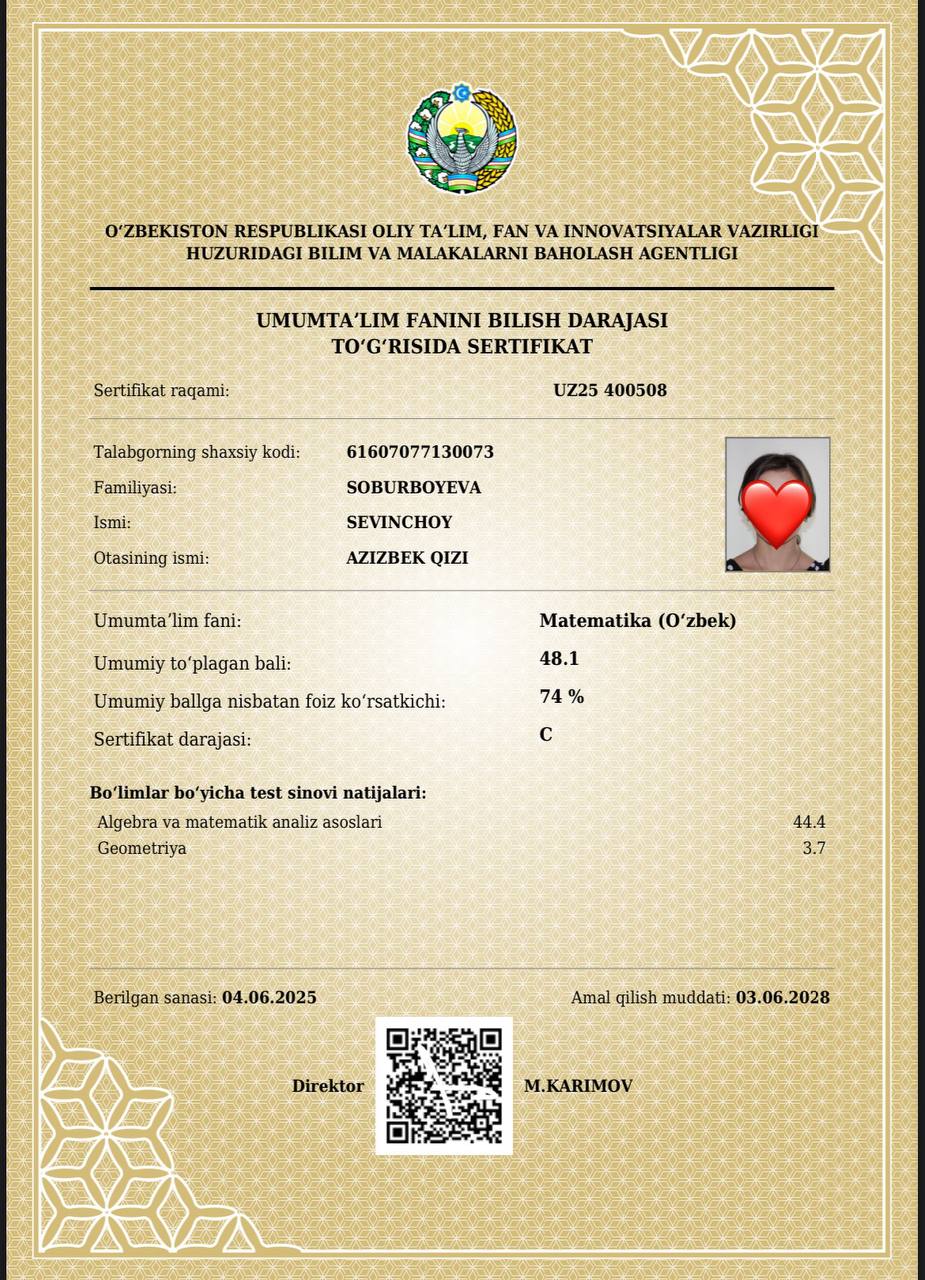 O‘ZBEKISTON RESPUBLIKASI OLIY TA’LIM, FAN VA INNOVATSIYALAR VAZIRLIGI
HUZURIDAGI BILIM VA MALAKALARNI BAHOLASH AGENTLIGI
UMUMTA’LIM FANINI BILISH DARAJASI
TO‘G‘RISIDA SERTIFIKAT
Sertifikat raqami: UZ25 400508
Talabgorning shaxsiy kodi: 61607077130073
Familiyasi: SOBURBOYEVA
Ismi: SEVINCHOY
Otasining ismi: AZIZBEK QIZI
Umumta’lim fani: Matematika (O‘zbek)
Umumiy to‘plagan bali: 48.1
Umumiy ballga nisbatan foiz ko‘rsatkichi: 74 %
Sertifikat darajasi: C
Bo‘limlar bo‘yicha test sinovi natijalari:
Algebra va matematik analiz asoslari 44.4
Geometriya 3.7
Berilgan sanasi: 04.06.2025 Amal qilish muddati: 03.06.2028
Direktor M.KARIMOV